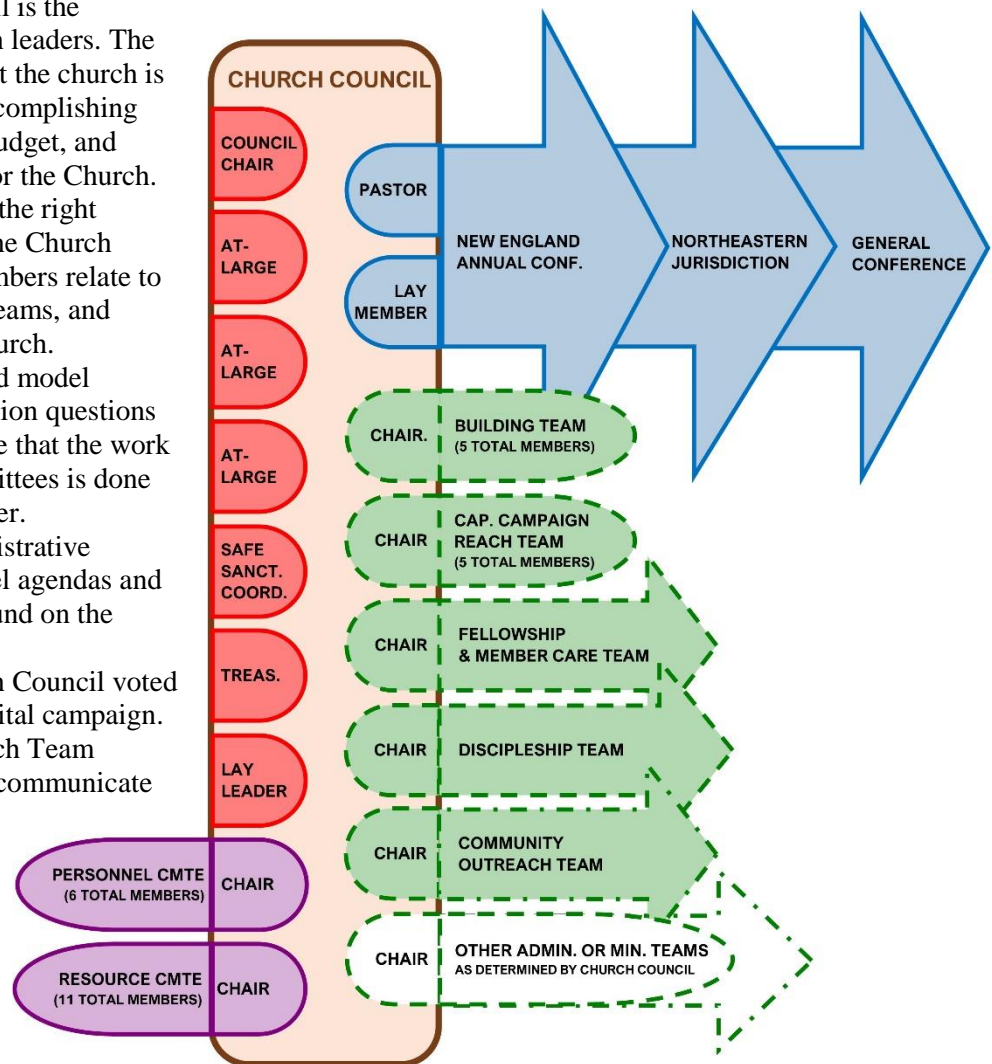 l is the
n leaders. The
t the church is
complishing
udget, and
or the Church.
the right
ne Church
nbers relate to
eams, and
urch.
d model
ion questions
e that the work
ittees is done
er.
istrative
el agendas and
und on the
n Council voted
ital campaign.
ch Team
communicate
CHURCH COUNCIL
COUNCIL
CHAIR
AT-
LARGE
AT-
LARGE
AT-
LARGE
SAFE
SANCT.
COORD.
TREAS.
LAY
LEADER
PERSONNEL CMTE
(6 TOTAL MEMBERS)
CHAIR
RESOURCE CMTE
(11 TOTAL MEMBERS)
CHAIR
PASTOR
LAY
MEMBER
NEW ENGLAND
ANNUAL CONF.
NORTHEASTERN
JURISDICTION
GENERAL
CONFERENCE
CHAIR.
BUILDING TEAM
(5 TOTAL MEMBERS)
CHAIR
CAP. CAMPAIGN
REACH TEAM
(5 TOTAL MEMBERS)
CHAIR
FELLOWSHIP
& MEMBER CARE TEAM
CHAIR
DISCIPLESHIP TEAM
CHAIR
COMMUNITY
OUTREACH TEAM
CHAIR
OTHER ADMIN. OR MIN. TEAMS
AS DETERMINED BY CHURCH COUNCIL